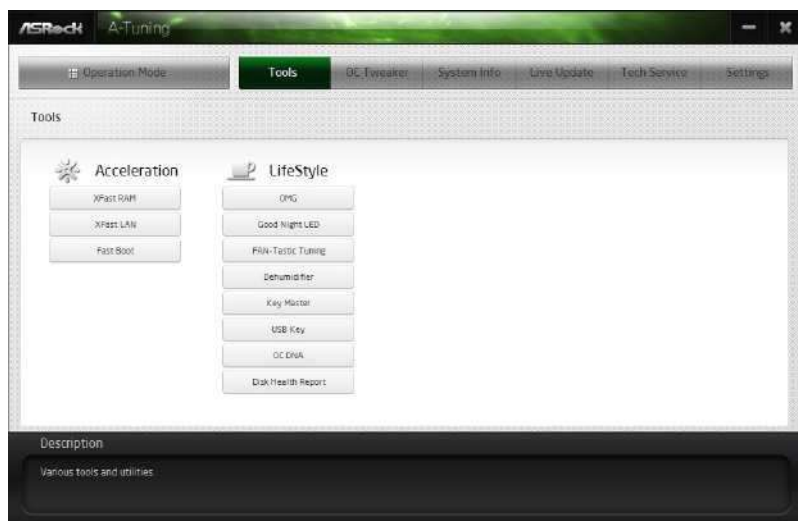 ASRock A-Tuning
Operation Mode Tools OC Tweaker System Info Live Update Tech Service Settings
Tools
Acceleration
XFast RAM
XFast LAN
Fast Boot
LifeStyle
OMG
Good Night LED
FAN-Tastic Tuning
Dehumidifier
Key Master
USB Key
OC DNA
Disk Health Report
Description
Various tools and utilities